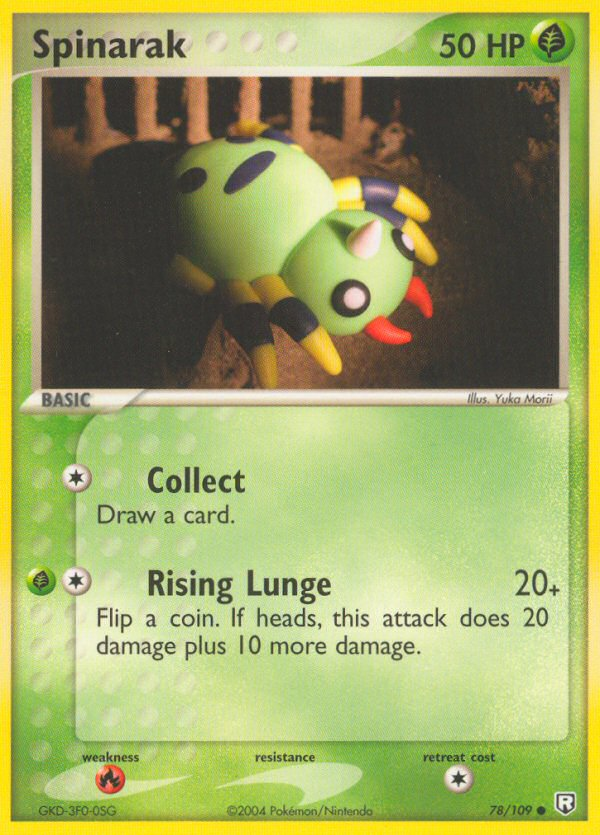 Spinarak
50 HP
BASIC
Illus. Yuka Morii
Collect
Draw a card.
Rising Lunge
20+
Flip a coin. If heads, this attack does 20
damage plus 10 more damage.
weakness
resistance
retreat cost
GKD-3F0-0SG
©2004 Pokémon/Nintendo
78/109
R